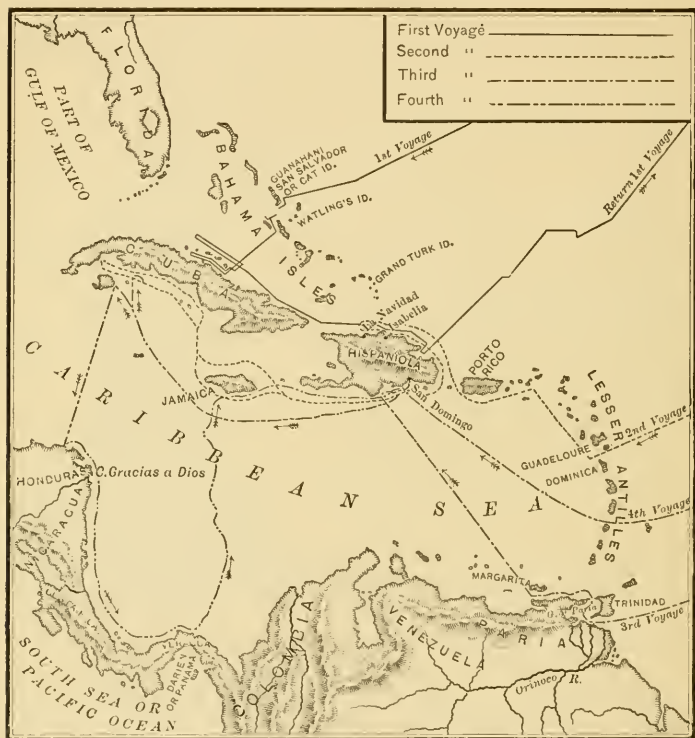 First Voyage
Second "
Third "
Fourth "
FLORIDA
PART OF
GULF OF MEXICO
BAHAMA ISLES
GUANAHANI
SAN SALVADOR
OR CAT ID.
1st Voyage
Return 1st Voyage
WATLING'S ID.
GRAND TURK ID.
CUBA
La Navidad
Isabella
HISPANIOLA
PORTO
RICO
JAMAICA
San Domingo
LESSER ANTILLES
2nd Voyage
GUADELOUPE
DOMINICA
4th Voyage
CARIBBEAN SEA
HONDURAS
C. Gracias a Dios
NICARAGUA
MARGARITA
G. Paria
TRINIDAD
3rd Voyage
PARIA
VENEZUELA
COLOMBIA
Orinoco R.
DARIEN
OR PANAMA
SOUTH SEA OR
PACIFIC OCEAN